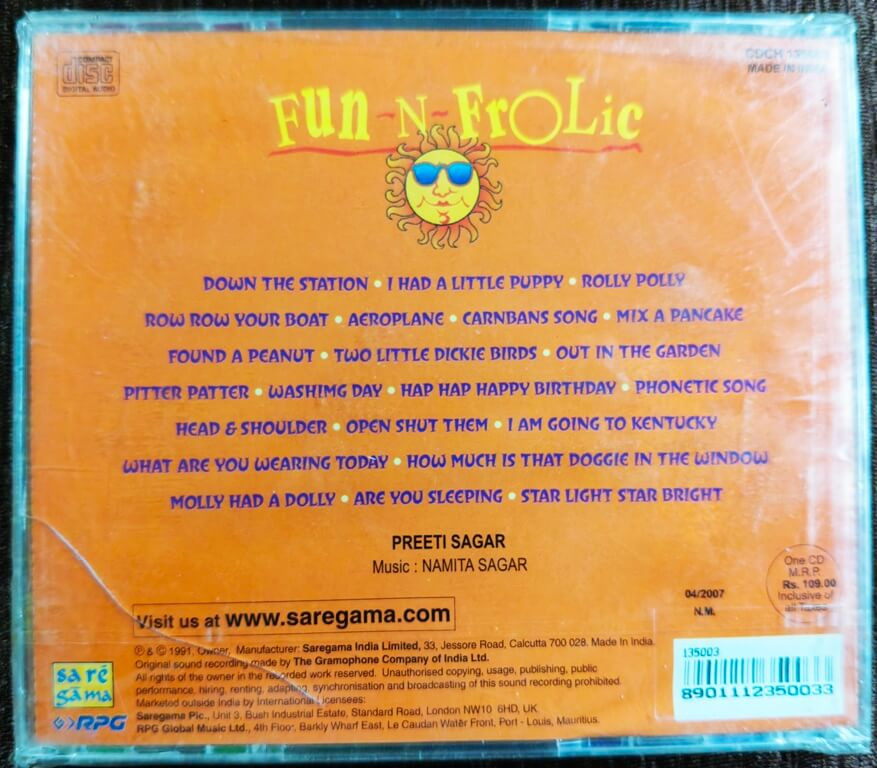 COMPACT
disc
DIGITAL AUDIO
CDCH
MADE IN INDIA
Fun -N- FrOLic
DOWN THE STATION • I HAD A LITTLE PUPPY • ROLLY POLLY
ROW ROW YOUR BOAT • AEROPLANE • CARNBANS SONG • MIX A PANCAKE
FOUND A PEANUT • TWO LITTLE DICKIE BIRDS • OUT IN THE GARDEN
PITTER PATTER • WASHIMG DAY • HAP HAP HAPPY BIRTHDAY • PHONETIC SONG
HEAD & SHOULDER • OPEN SHUT THEM • I AM GOING TO KENTUCKY
WHAT ARE YOU WEARING TODAY • HOW MUCH IS THAT DOGGIE IN THE WINDOW
MOLLY HAD A DOLLY • ARE YOU SLEEPING • STAR LIGHT STAR BRIGHT
PREETI SAGAR
Music : NAMITA SAGAR
One CD
M.R.P.
Rs. 109.00
Inclusive of
all Taxes
04/2007
N.M.
Visit us at www.saregama.com
℗ & © 1991, Owner, Manufacturer: Saregama India Limited, 33, Jessore Road, Calcutta 700 028. Made In India.
Original sound recording made by The Gramophone Company of India Ltd.
All rights of the owner in the recorded work reserved. Unauthorised copying, usage, publishing, public
performance, hiring, renting, adapting, synchronisation and broadcasting of this sound recording prohibited.
Marketed outside India by International Licensees:
Saregama Plc., Unit 3, Bush Industrial Estate, Standard Road, London NW10 6HD, UK.
RPG Global Music Ltd., 4th Floor, Barkly Wharf East, Le Caudan Water Front, Port - Louis, Mauritius.
sa ré
gā ma
RPG
135003
8901112350033